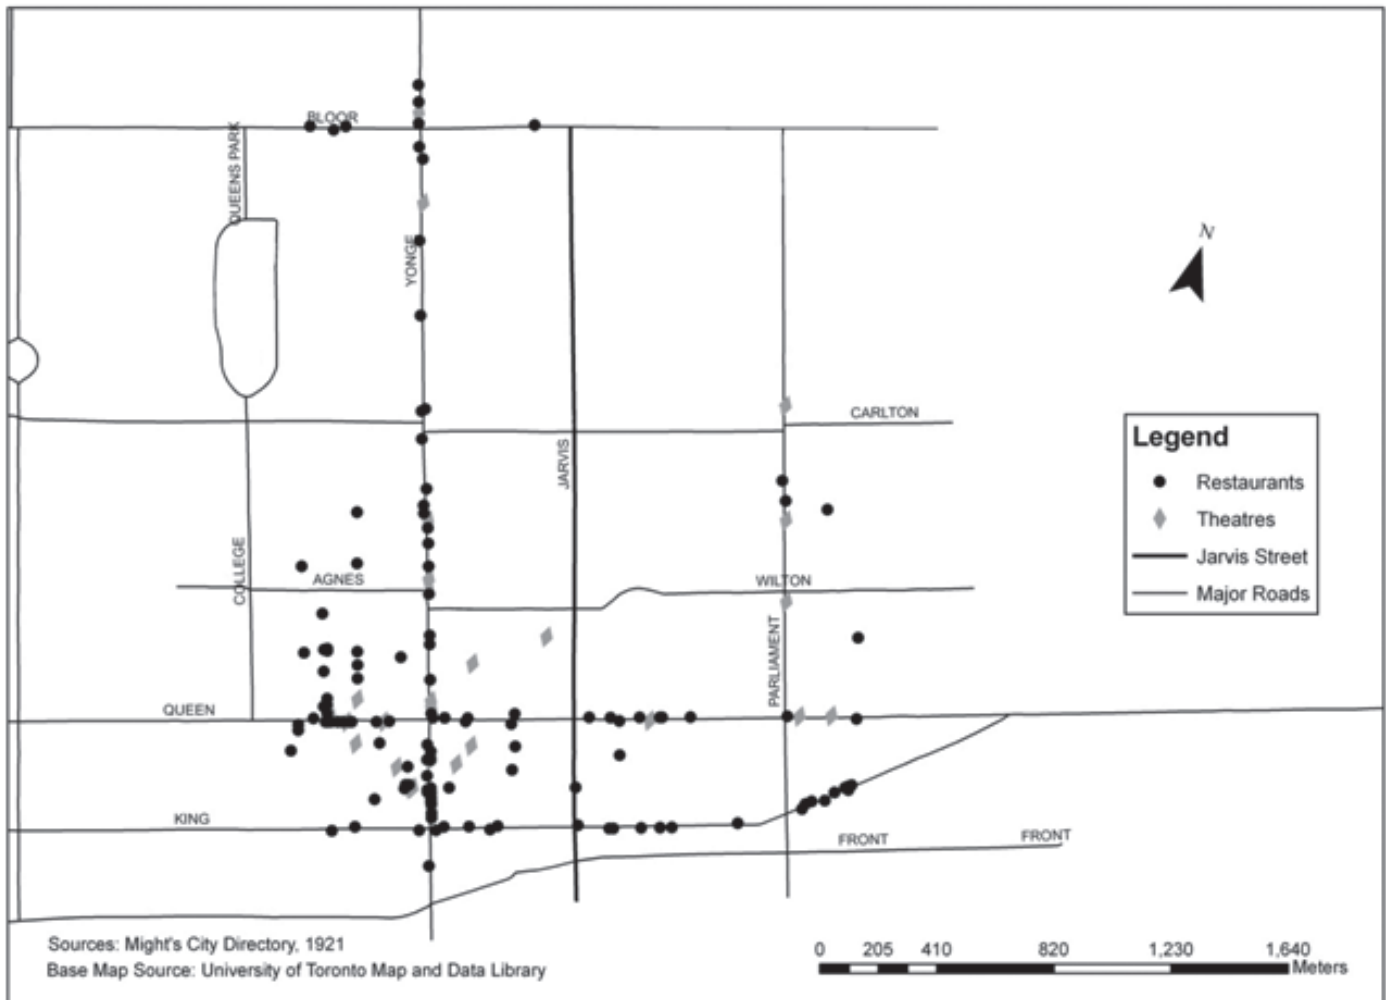 BLOOR
QUEENS PARK
YONGE
N
CARLTON
JARVIS
Legend
Restaurants
Theatres
Jarvis Street
Major Roads
COLLEGE
AGNES
WILTON
PARLIAMENT
QUEEN
KING
FRONT
FRONT
Sources: Might's City Directory, 1921
Base Map Source: University of Toronto Map and Data Library
0 205 410 820 1,230 1,640
Meters